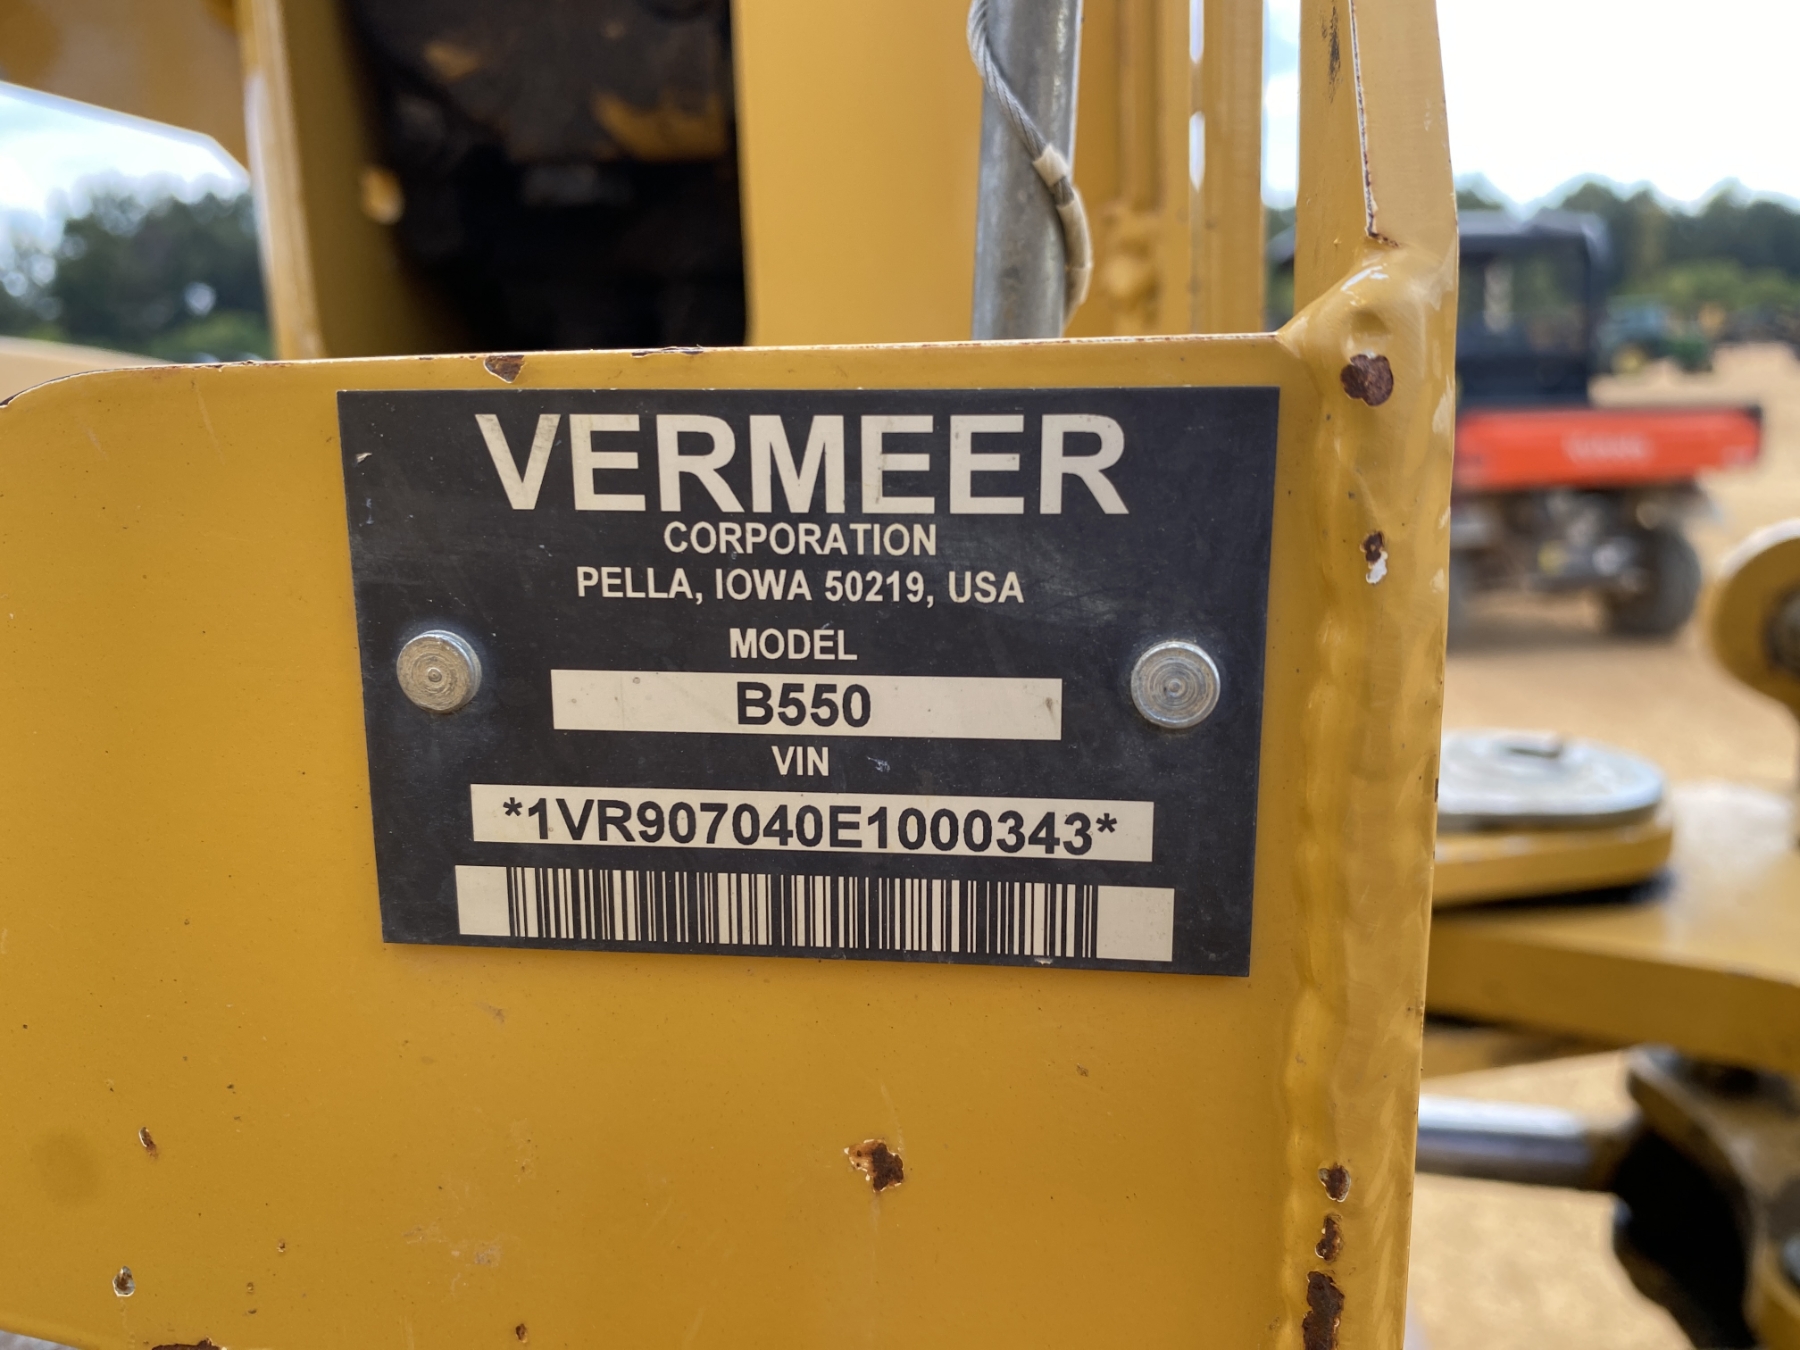 VERMEER
CORPORATION
PELLA, IOWA 50219, USA
MODEL
B550
VIN
*1VR907040E1000343*